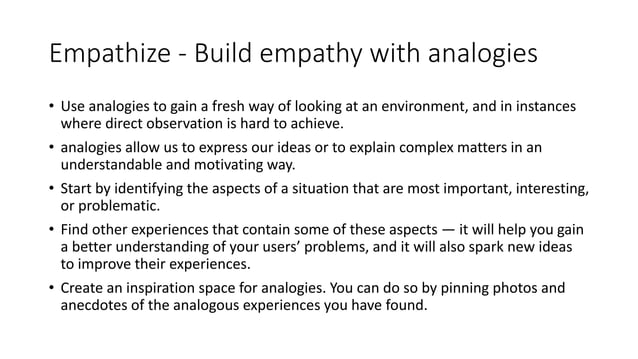 Empathize - Build empathy with analogies
• Use analogies to gain a fresh way of looking at an environment, and in instances
where direct observation is hard to achieve.
• analogies allow us to express our ideas or to explain complex matters in an
understandable and motivating way.
• Start by identifying the aspects of a situation that are most important, interesting,
or problematic.
• Find other experiences that contain some of these aspects — it will help you gain
a better understanding of your users’ problems, and it will also spark new ideas
to improve their experiences.
• Create an inspiration space for analogies. You can do so by pinning photos and
anecdotes of the analogous experiences you have found.